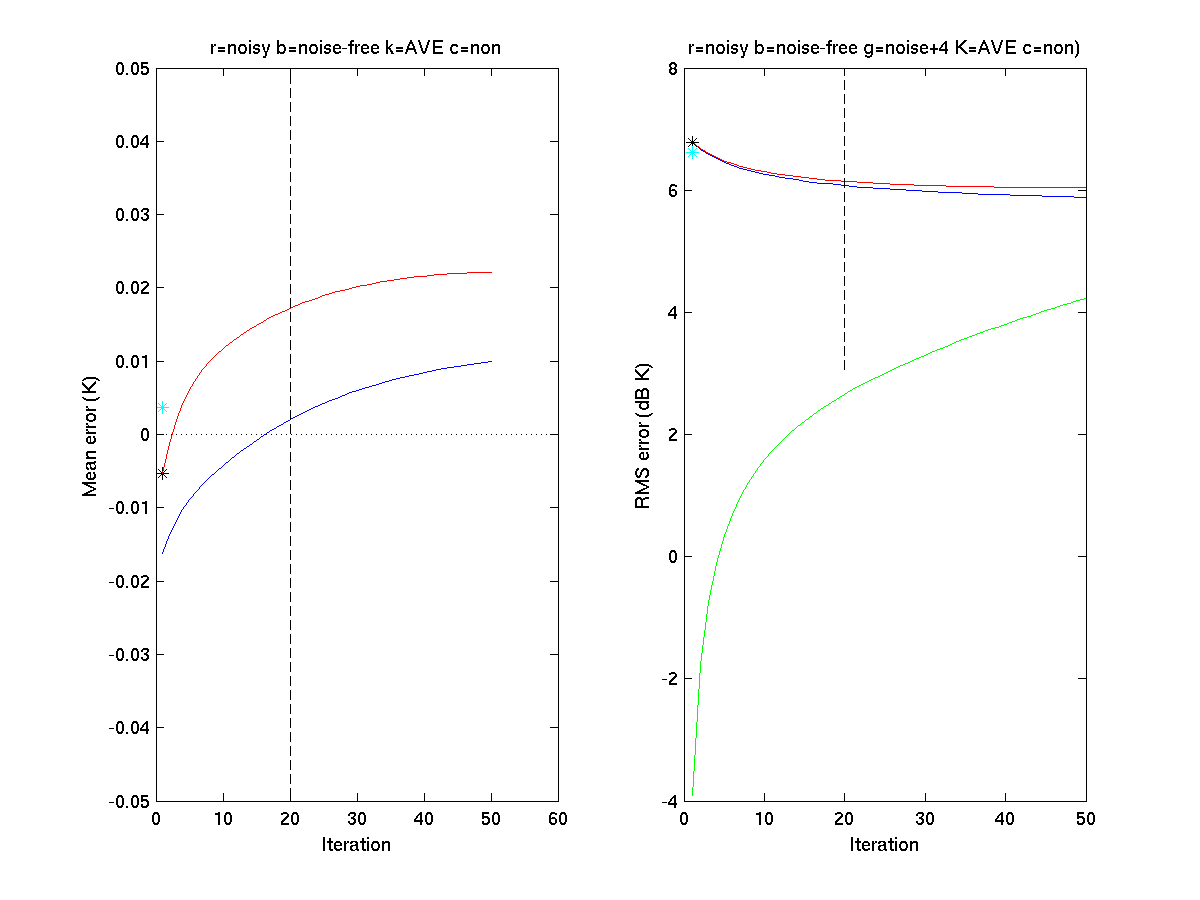 r=noisy b=noise-free k=AVE c=non
0.05
0.04
0.03
0.02
0.01
0
-0.01
-0.02
-0.03
-0.04
-0.05
Mean error (K)
0 10 20 30 40 50 60
Iteration
r=noisy b=noise-free g=noise+4 K=AVE c=non)
8
6
4
2
0
-2
-4
RMS error (dB K)
0 10 20 30 40 50
Iteration